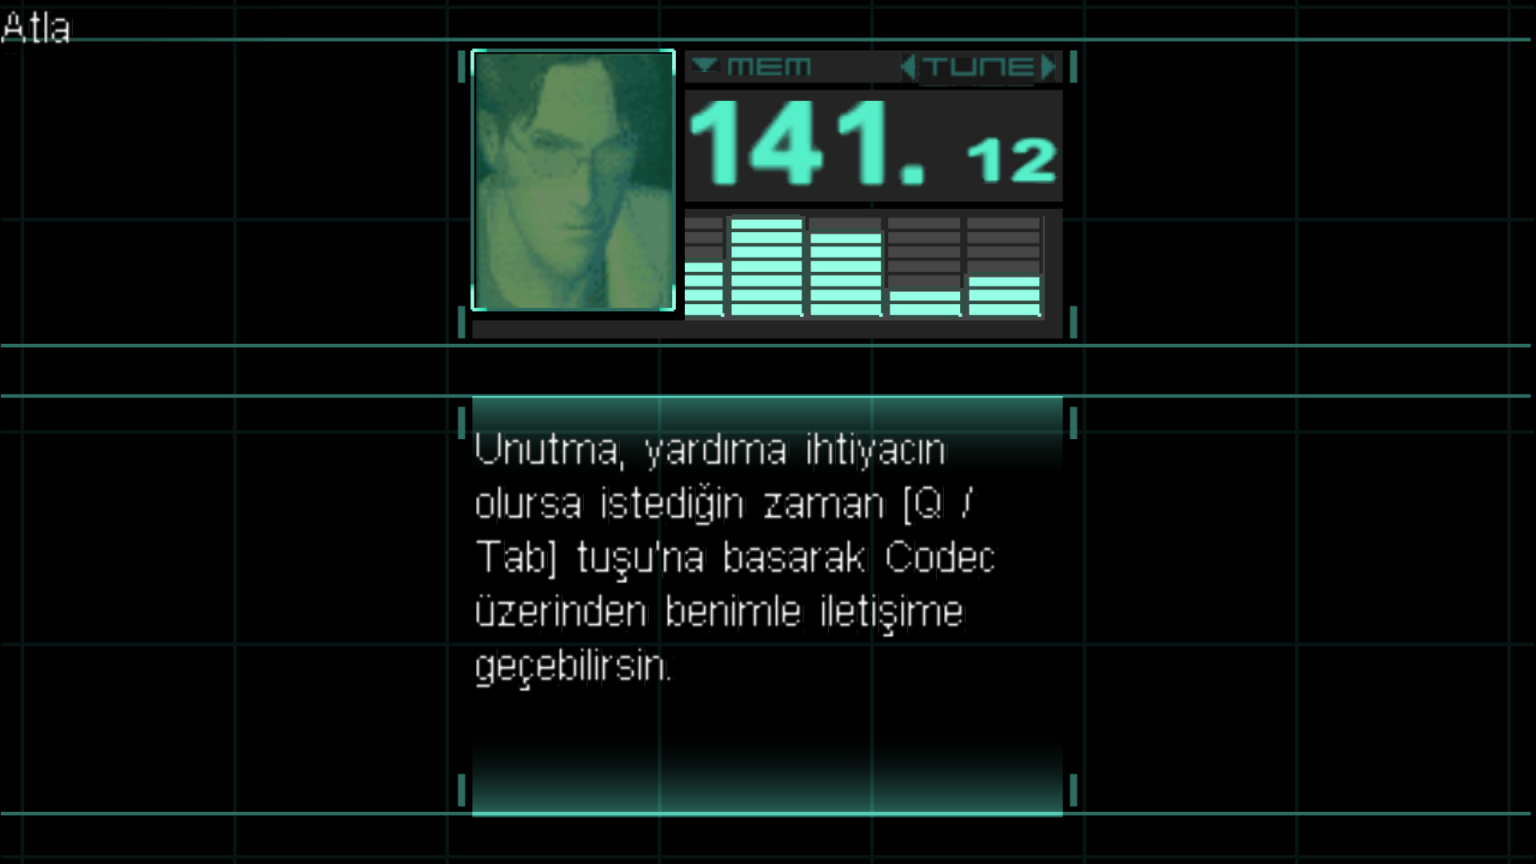 Atla
MEM TUNE
141.12
Unutma, yardıma ihtiyacın
olursa istediğin zaman [Q /
Tab] tuşu'na basarak Codec
üzerinden benimle iletişime
geçebilirsin.